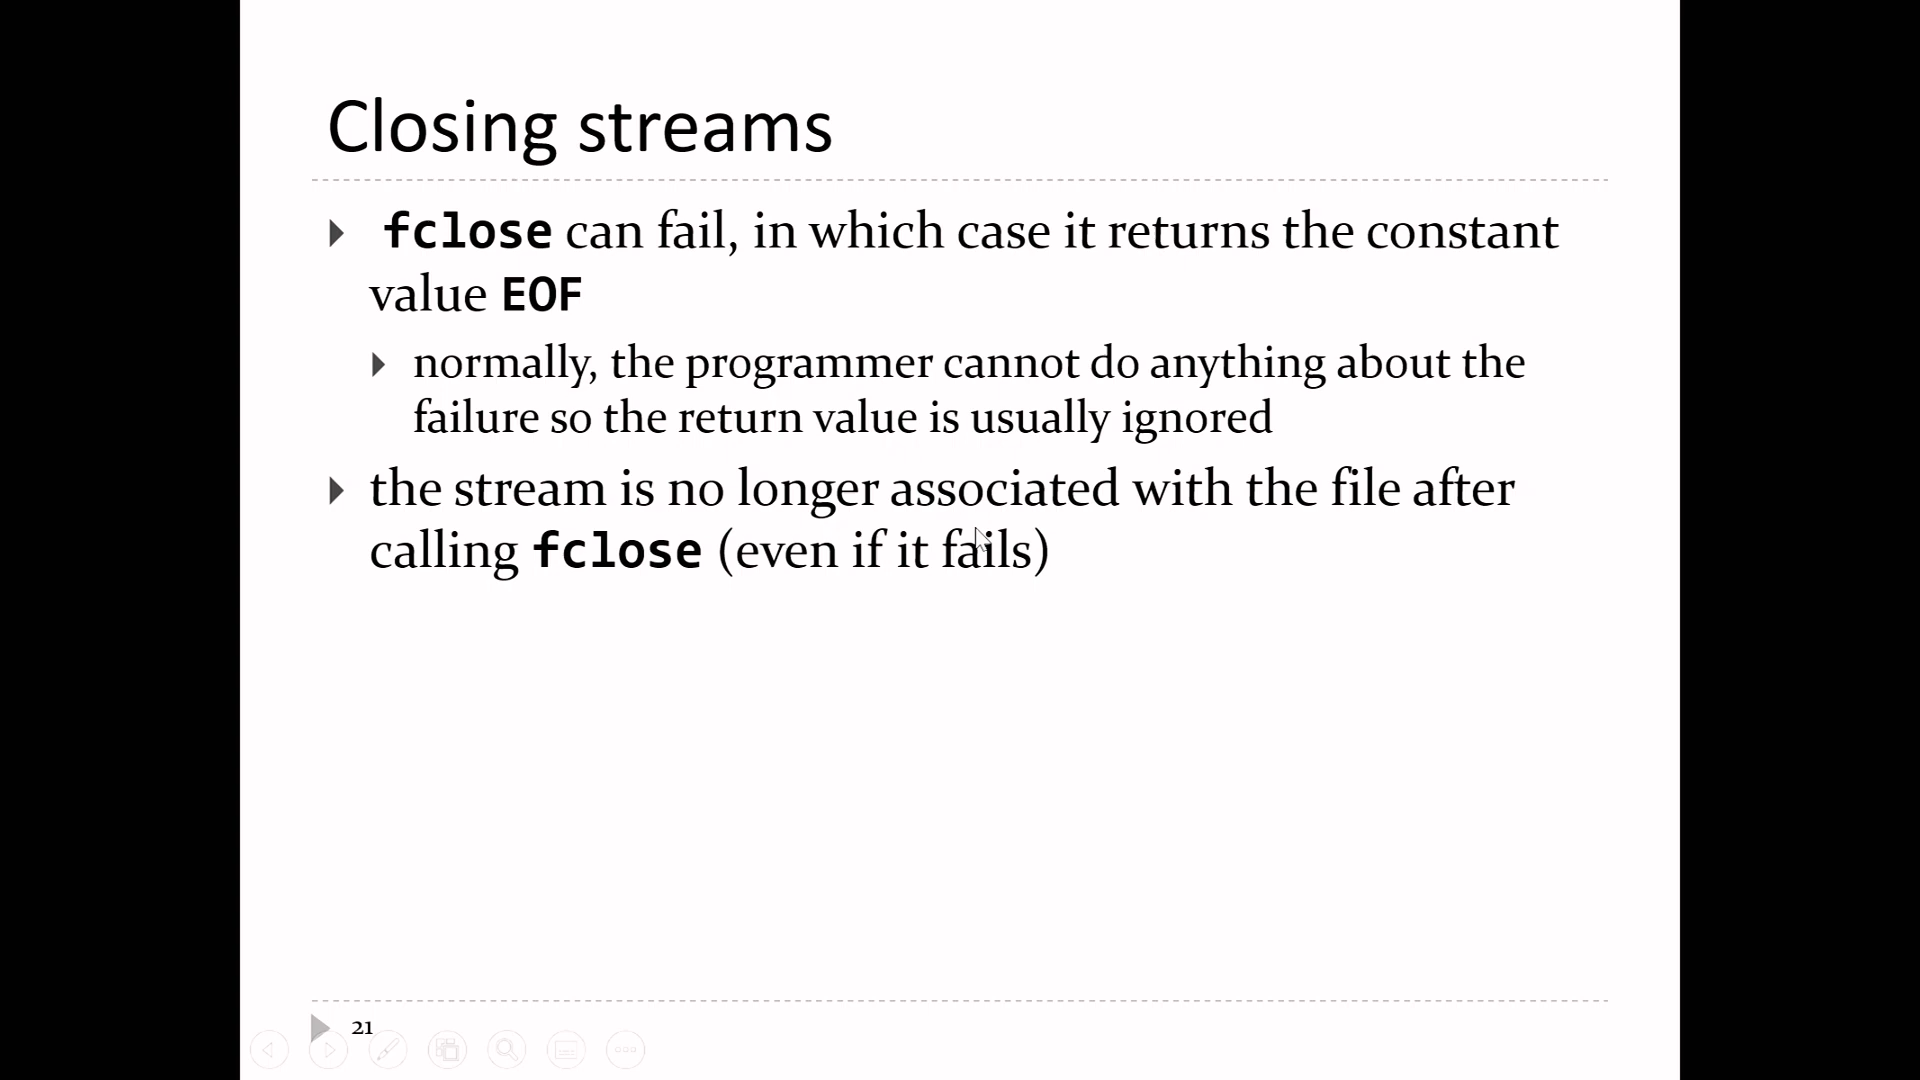 Closing streams
fclose can fail, in which case it returns the constant
value EOF
normally, the programmer cannot do anything about the
failure so the return value is usually ignored
the stream is no longer associated with the file after
calling fclose (even if it fails)
21